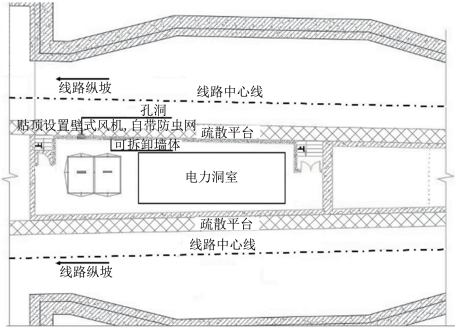 线路纵坡
线路中心线
孔洞
贴顶设置壁式风机,自带防虫网
疏散平台
可拆卸墙体
电力洞室
疏散平台
线路中心线
线路纵坡